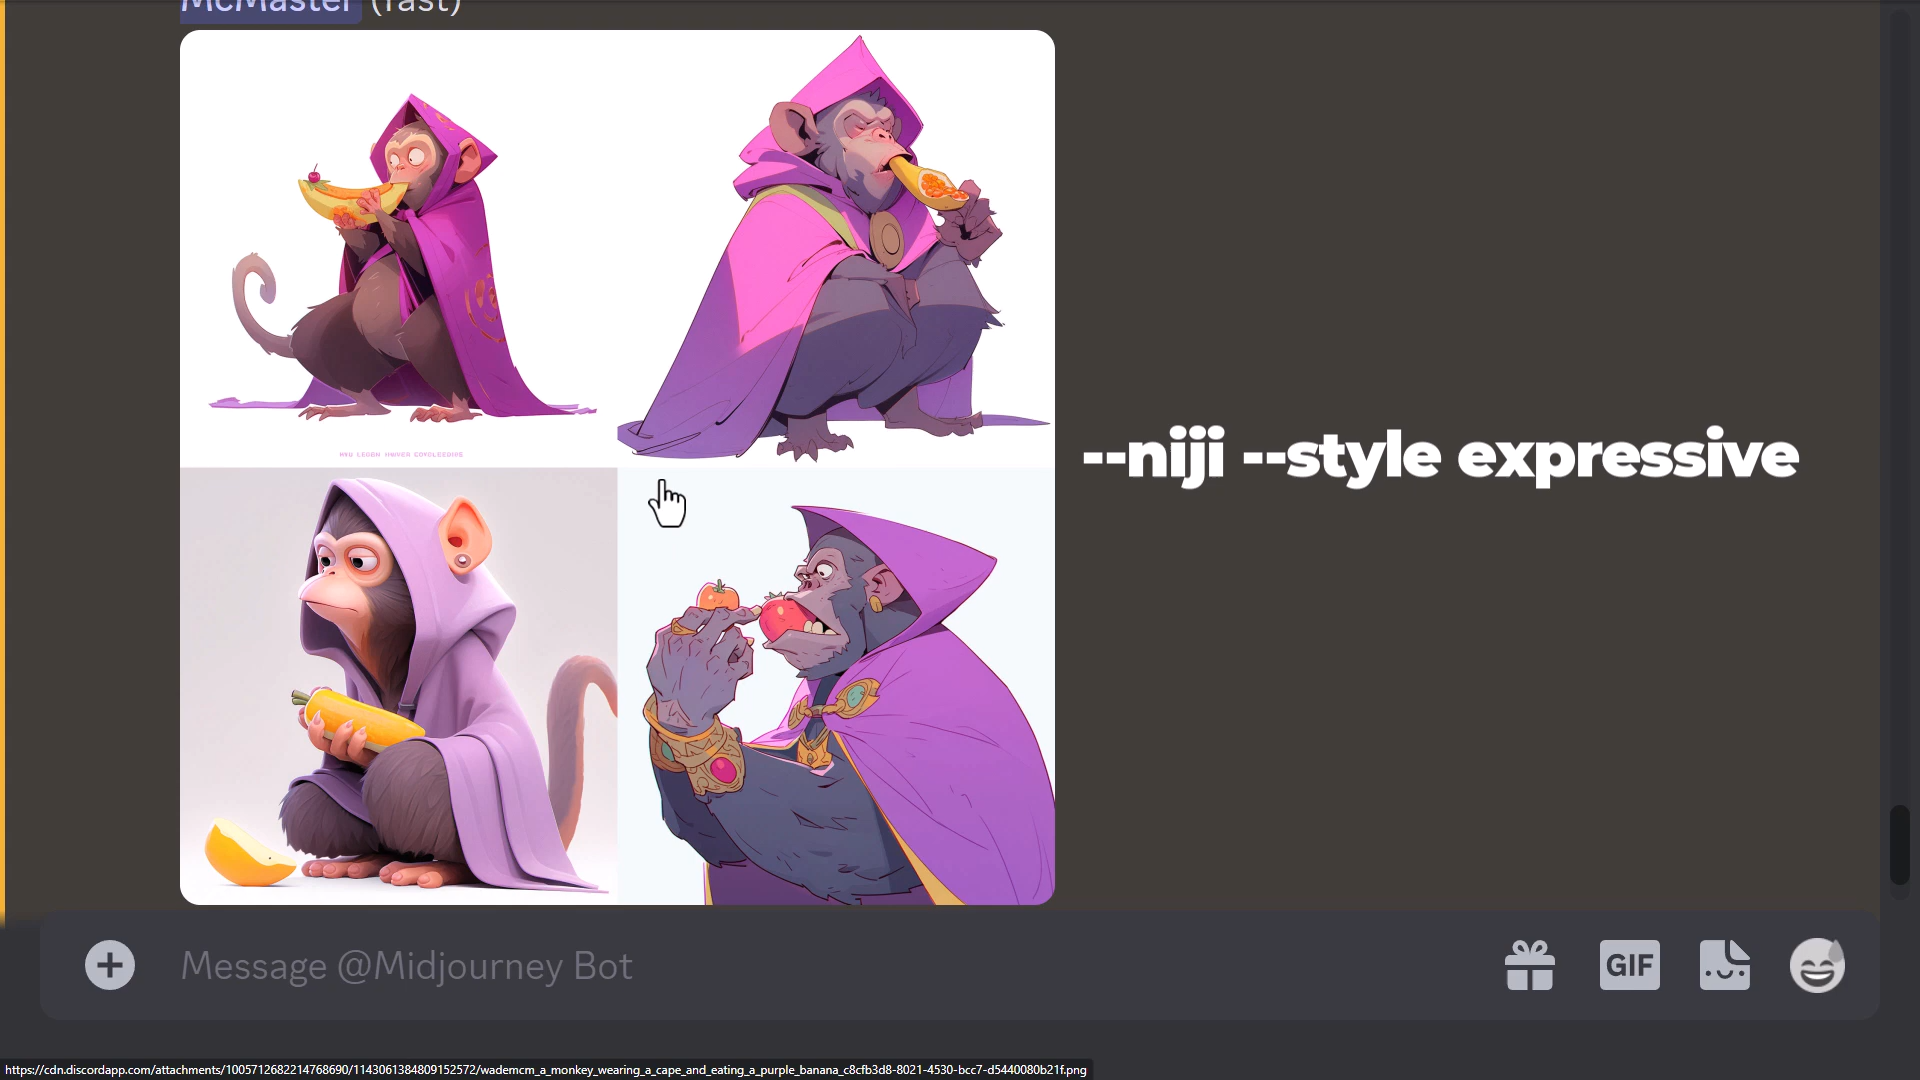 McMaster (fast)
--niji --style expressive
Message @Midjourney Bot
GIF
https://cdn.discordapp.com/attachments/1005712682214768690/1143061384809152572/wademcm_a_monkey_wearing_a_cape_and_eating_a_purple_banana_c8cfb3d8-8021-4530-bcc7-d5440080b21f.png